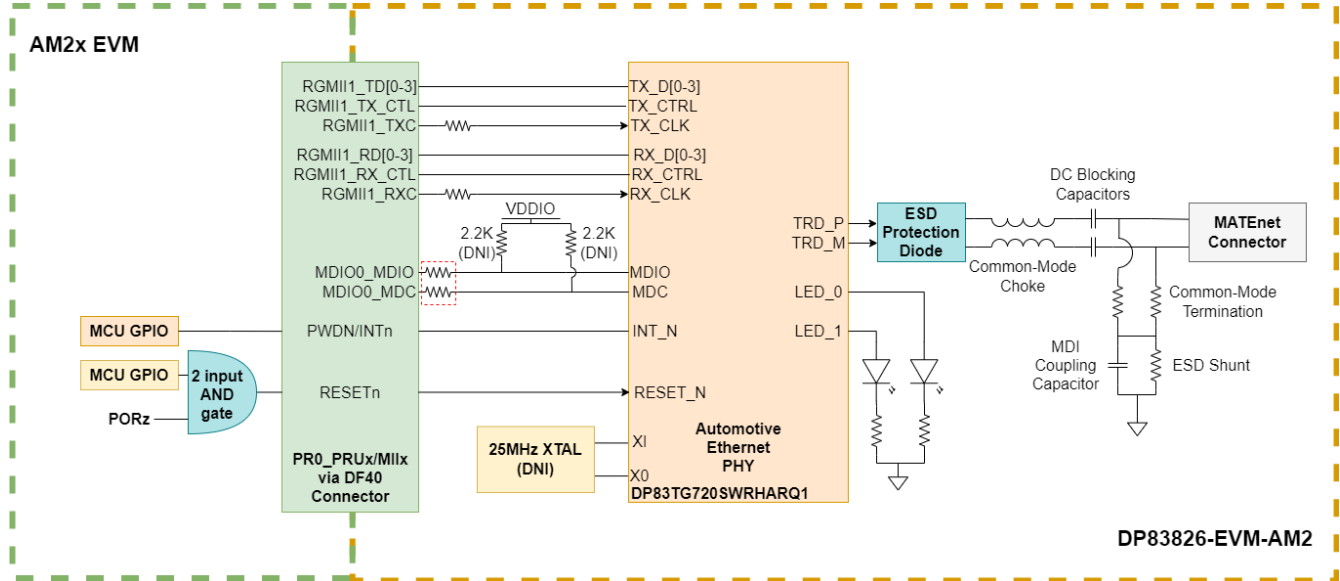 AM2x EVM
RGMII1_TD[0-3]
RGMII1_TX_CTL
RGMII1_TXC
RGMII1_RD[0-3]
RGMII1_RX_CTL
RGMII1_RXC
MDIO0_MDIO
MDIO0_MDC
PWDN/INTn
RESETn
PR0_PRUx/MIIx
via DF40
Connector
MCU GPIO
MCU GPIO
2 input
AND
gate
PORz
VDDIO
2.2K
(DNI)
2.2K
(DNI)
25MHz XTAL
(DNI)
TX_D[0-3]
TX_CTRL
TX_CLK
RX_D[0-3]
RX_CTRL
RX_CLK
MDIO
MDC
INT_N
RESET_N
XI
X0
TRD_P
TRD_M
LED_0
LED_1
Automotive
Ethernet
PHY
DP83TG720SWRHARQ1
ESD
Protection
Diode
Common-Mode
Choke
DC Blocking
Capacitors
MATEnet
Connector
Common-Mode
Termination
MDI
Coupling
Capacitor
ESD Shunt
DP83826-EVM-AM2